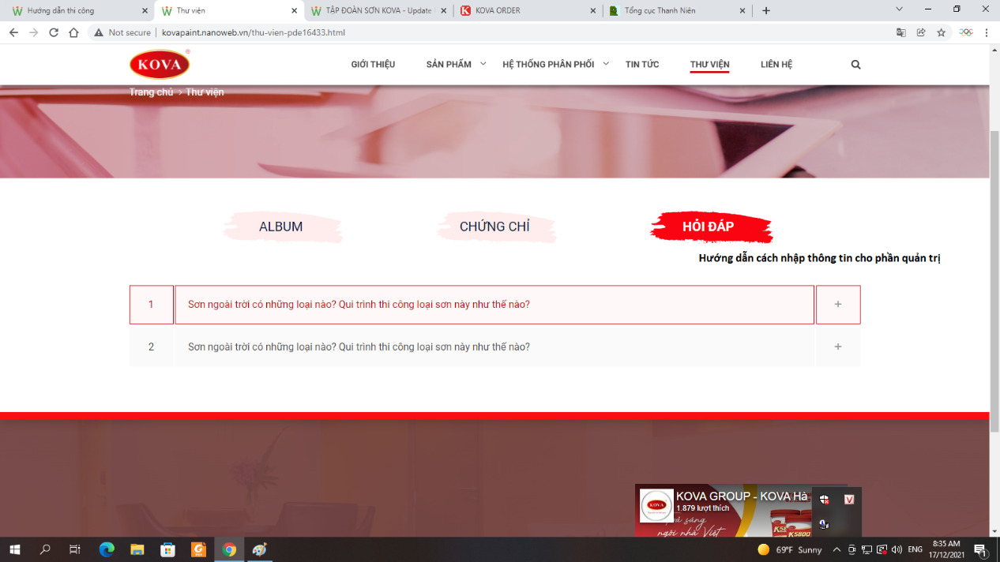 Hướng dẫn thi công
Thư viện
TẬP ĐOÀN SƠN KOVA - Update
KOVA ORDER
Tổng cục Thanh Niên
Not secure | kovapaint.nanoweb.vn/thu-vien-pde16433.html
KOVA ®
GIỚI THIỆU
SẢN PHẨM
HỆ THỐNG PHÂN PHỐI
TIN TỨC
THƯ VIỆN
LIÊN HỆ
Trang chủ > Thư viện
ALBUM
CHỨNG CHỈ
HỎI ĐÁP
Hướng dẫn cách nhập thông tin cho phần quản trị
1 Sơn ngoài trời có những loại nào? Qui trình thi công loại sơn này như thế nào? +
2 Sơn ngoài trời có những loại nào? Qui trình thi công loại sơn này như thế nào? +
KOVA GROUP - KOVA Hà
1.879 lượt thích
KOVA
sáng
ngôi nhà Việt
K5800
69°F Sunny
ENG
8:35 AM
17/12/2021
1